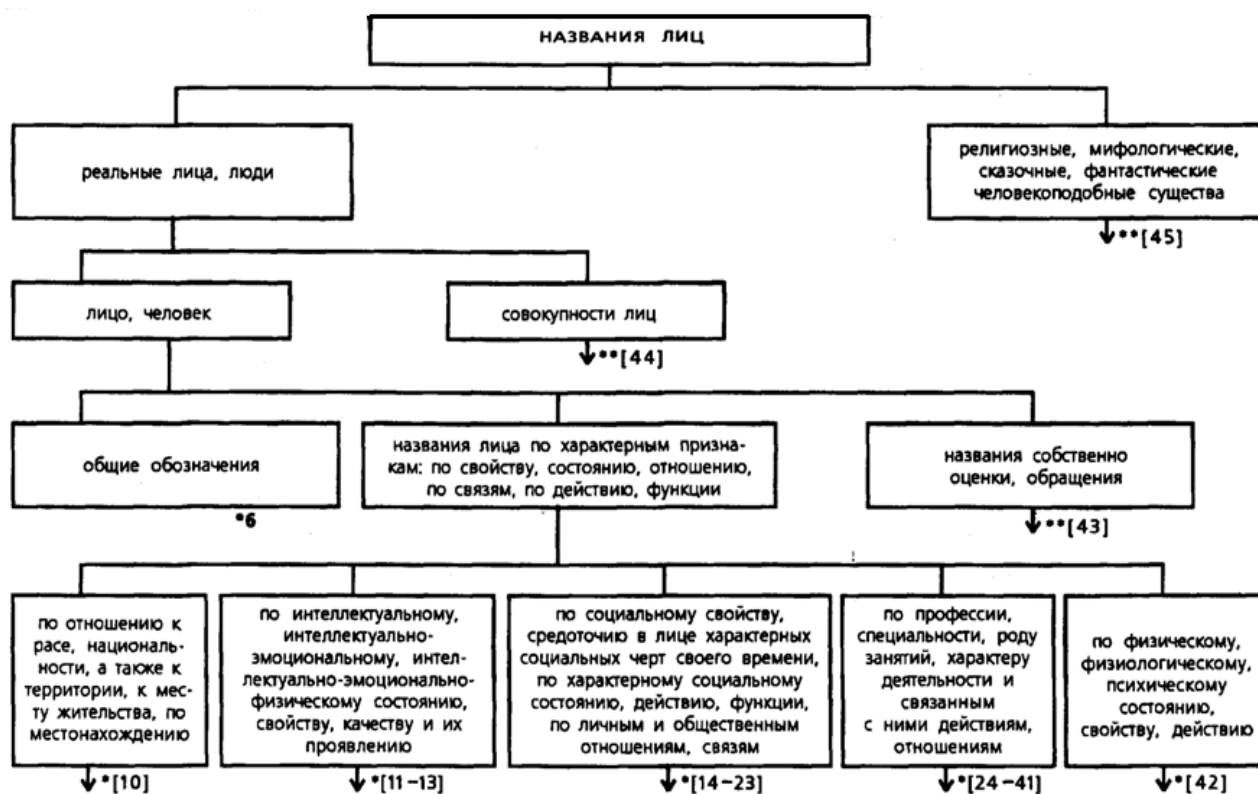 НАЗВАНИЯ ЛИЦ
реальные лица, люди
религиозные, мифологические,
сказочные, фантастические
человекоподобные существа
**[45]
лицо, человек
совокупности лиц
**[44]
общие обозначения
*6
названия лица по характерным призна-
кам: по свойству, состоянию, отношению,
по связям, по действию, функции
названия собственно
оценки, обращения
**[43]
по отношению к
расе, националь-
ности, а также к
территории, к мес-
ту жительства, по
местонахождению
*[10]
по интеллектуальному,
интеллектуально-
эмоциональному, интел-
лектуально-эмоционально-
физическому состоянию,
свойству, качеству и их
проявлению
*[11–13]
по социальному свойству,
средоточию в лице характерных
социальных черт своего времени,
по характерному социальному
состоянию, действию, функции,
по личным и общественным
отношениям, связям
*[14–23]
по профессии,
специальности, роду
занятий, характеру
деятельности и
связанным
с ними действиям,
отношениям
*[24–41]
по физическому,
физиологическому,
психическому
состоянию,
свойству, действию
*[42]